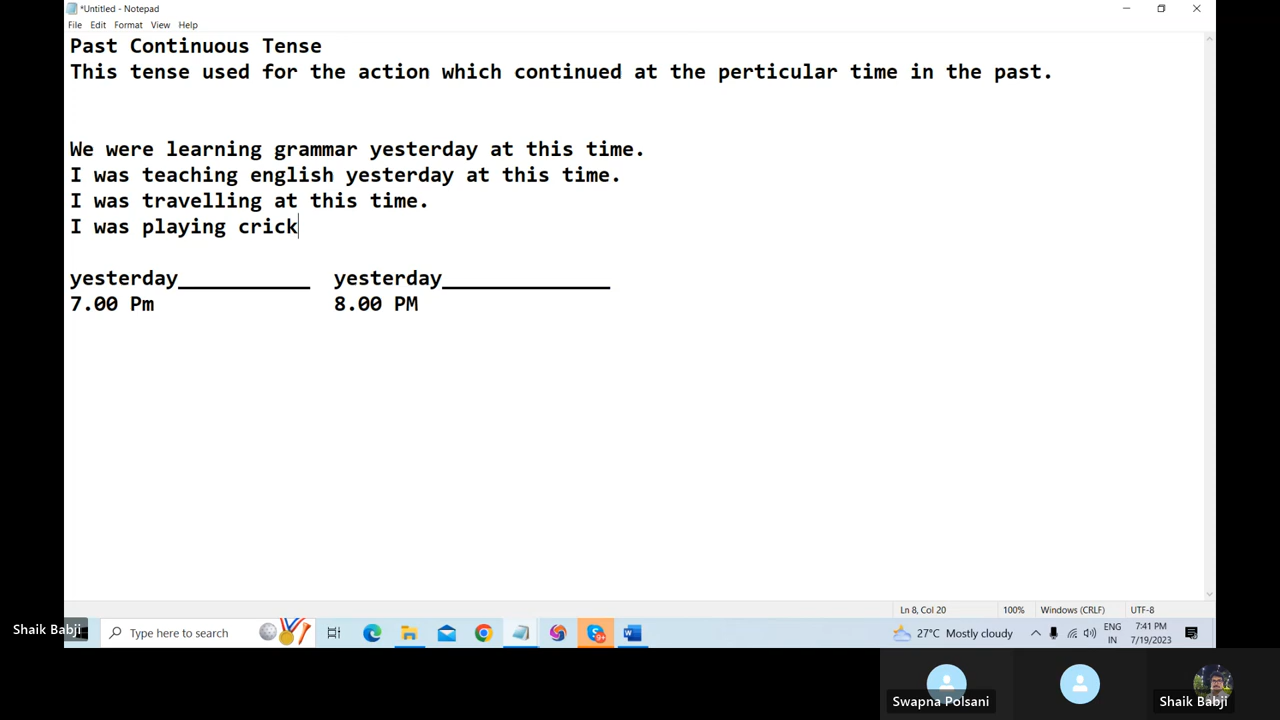 *Untitled - Notepad
File Edit Format View Help
Past Continuous Tense
This tense used for the action which continued at the perticular time in the past.
We were learning grammar yesterday at this time.
I was teaching english yesterday at this time.
I was travelling at this time.
I was playing crick
yesterday___________ yesterday______________
7.00 Pm 8.00 PM
Ln 8, Col 20 100% Windows (CRLF) UTF-8
Shaik Babji
Type here to search
27°C Mostly cloudy
ENG
IN
7:41 PM
7/19/2023
Swapna Polsani
Shaik Babji